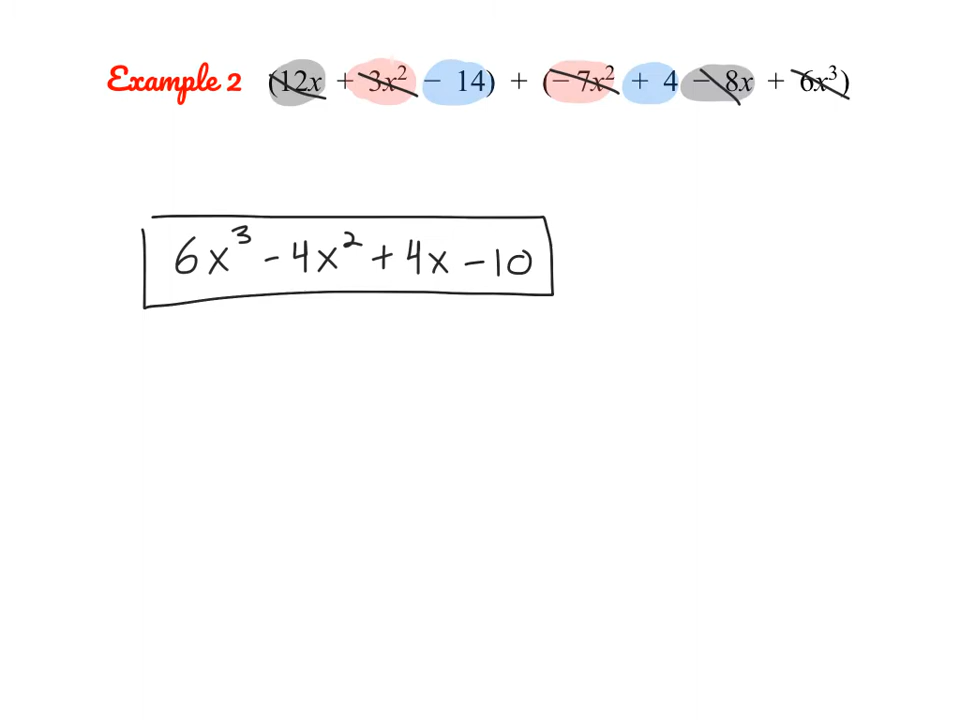 Example 2 (12x + 3x² − 14) + (−7x² + 4 − 8x + 6x³)
6x³ - 4x² + 4x - 10